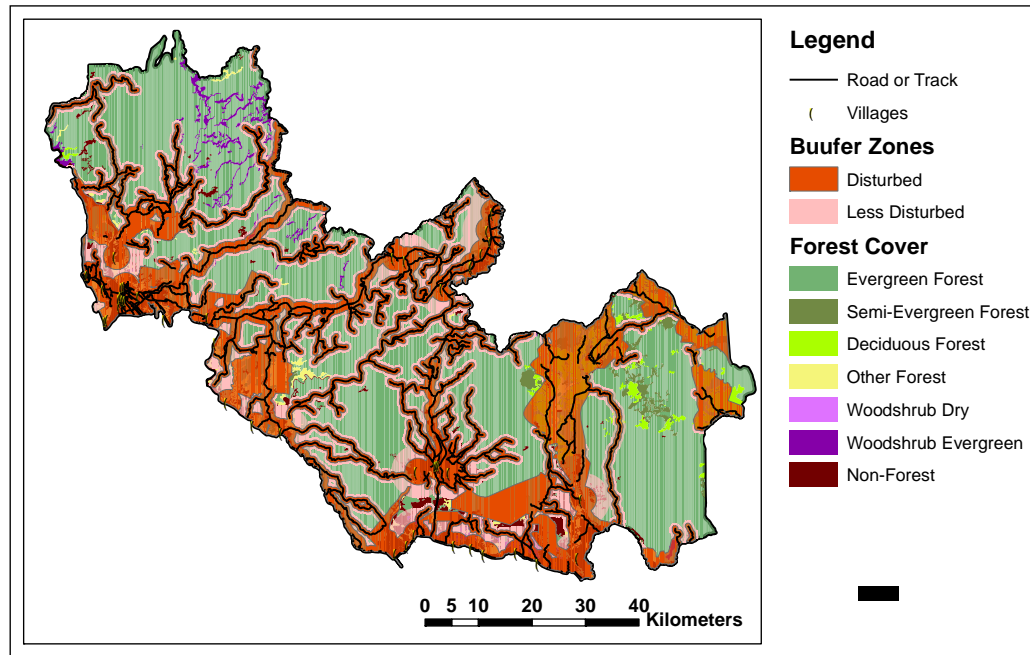 Legend
Road or Track
Villages
Buufer Zones
Disturbed
Less Disturbed
Forest Cover
Evergreen Forest
Semi-Evergreen Forest
Deciduous Forest
Other Forest
Woodshrub Dry
Woodshrub Evergreen
Non-Forest
0 5 10 20 30 40
Kilometers